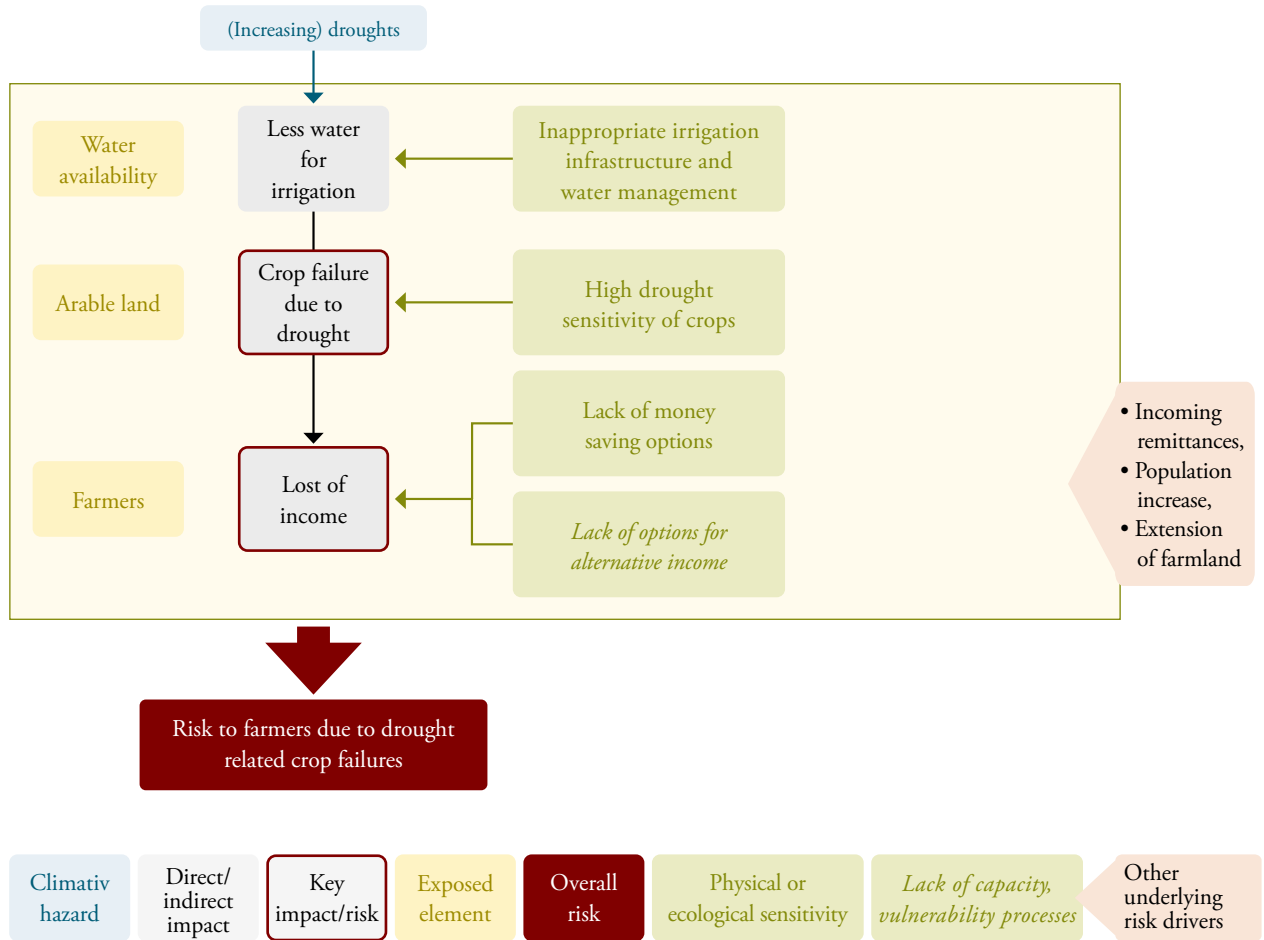 (Increasing) droughts
Water
availability
Less water
for
irrigation
Inappropriate irrigation
infrastructure and
water management
Arable land
Crop failure
due to
drought
High drought
sensitivity of crops
Lack of money
saving options
Farmers
Lost of
income
Lack of options for
alternative income
• Incoming
remittances,
• Population
increase,
• Extension
of farmland
Risk to farmers due to drought
related crop failures
Climativ
hazard
Direct/
indirect
impact
Key
impact/risk
Exposed
element
Overall
risk
Physical or
ecological sensitivity
Lack of capacity,
vulnerability processes
Other
underlying
risk drivers